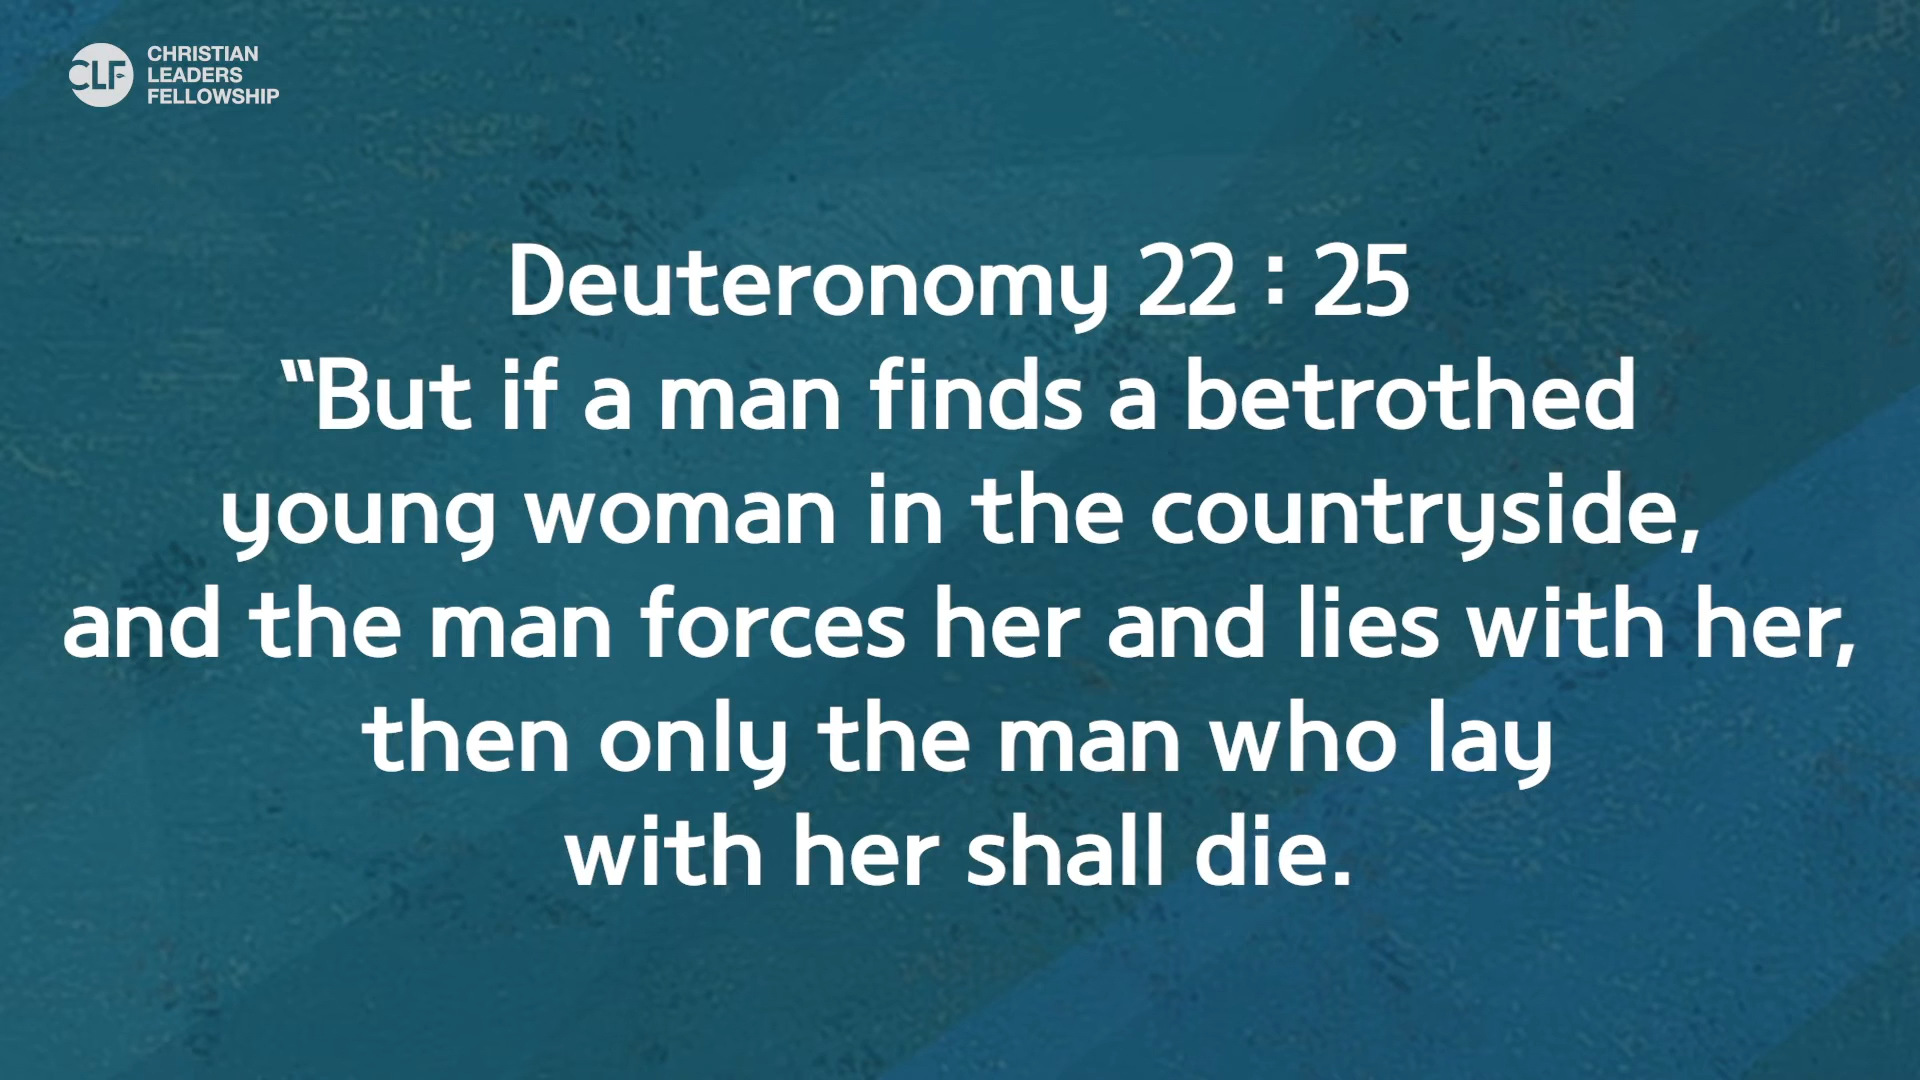 CLF
CHRISTIAN
LEADERS
FELLOWSHIP
Deuteronomy 22 : 25
“But if a man finds a betrothed
young woman in the countryside,
and the man forces her and lies with her,
then only the man who lay
with her shall die.